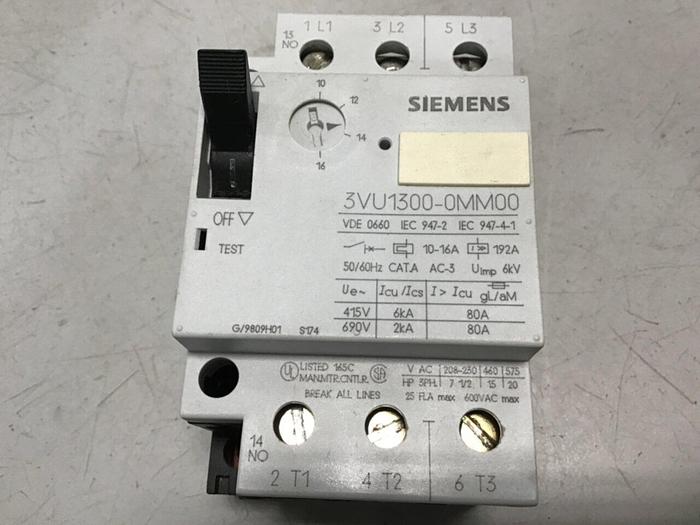 1 L1 3 L2 5 L3
13
NO
10
12
14
16
SIEMENS
3VU1300-0MM00
VDE 0660 IEC 947-2 IEC 947-4-1
10-16A I>> 192A
50/60Hz CAT.A AC-3 Uimp 6kV
OFF
TEST
Ue~ Icu/Ics I> Icu gL/aM
415V 6kA 80A
690V 2kA 80A
G/9809H01 S174
UL LISTED 165C SA
MAN.MTR.CNTLR.
BREAK ALL LINES
V AC 208-230 460 575
HP 3PH. 7 1/2 15 20
25 FLA max 600VAC max
14
NO
2 T1 4 T2 6 T3